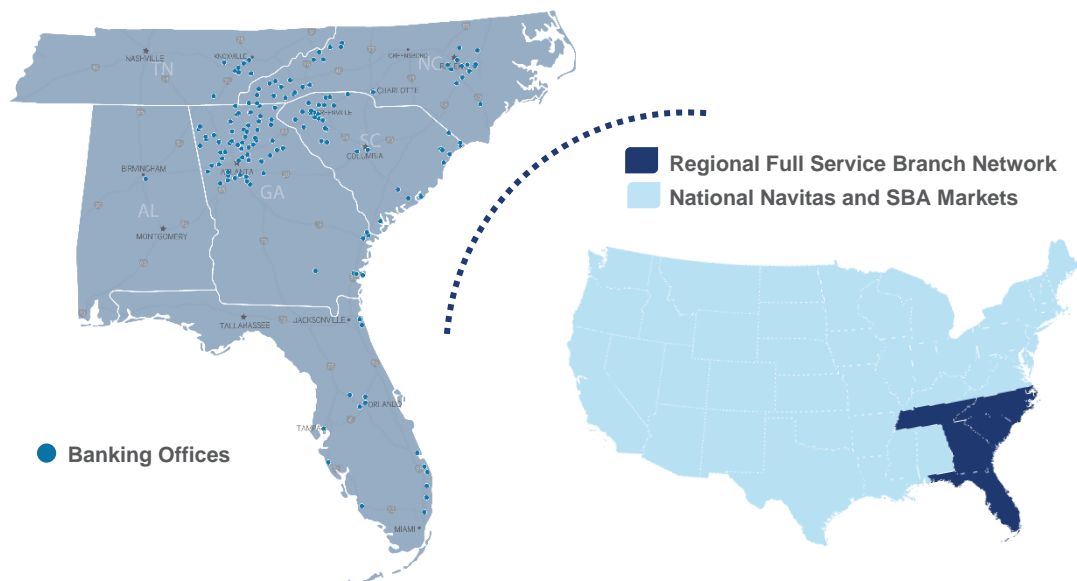 NASHVILLE
KNOXVILLE
GREENSBORO
TN
NC
CHARLOTTE
GREENVILLE
SC
COLUMBIA
BIRMINGHAM
ATLANTA
GA
AL
MONTGOMERY
TALLAHASSEE
JACKSONVILLE
ORLANDO
TAMPA
MIAMI
Banking Offices
Regional Full Service Branch Network
National Navitas and SBA Markets